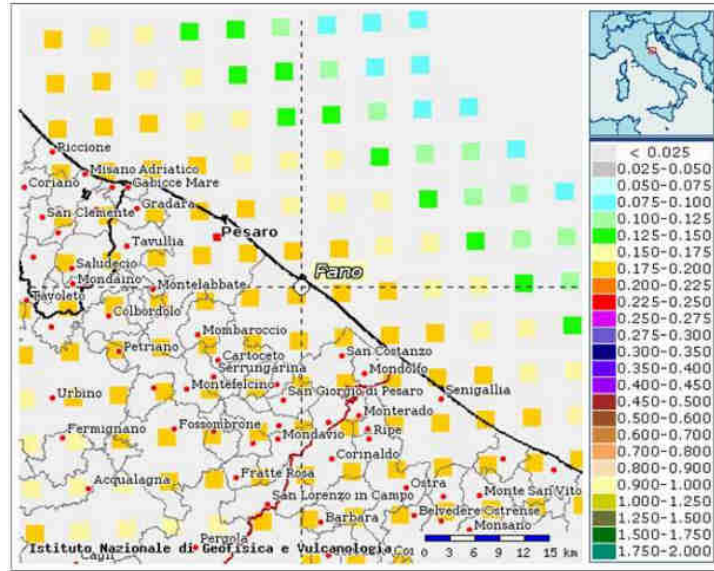 Riccione
Misano Adriatico
Coriano
Gabicce Mare
San Clemente
Gradara
Pesaro
Tavullia
Saludecio
Mondaino
Fano
Tavoleto
Montelabbate
Colbordolo
Mombaroccio
Petriano
Cartoceto
San Costanzo
Serrungarina
Mondolfo
Montefelcino
San Giorgio di Pesaro
Senigallia
Urbino
Monterado
Fermignano
Fossombrone
Mondavio
Ripe
Corinaldo
Acqualagna
Fratte Rosa
Ostra
Monte San Vito
San Lorenzo in Campo
Belvedere Ostrense
Barbara
Monsano
Pergola
Istituto Nazionale di Geofisica e Vulcanologia
Cagli
0 3 6 9 12 15 km
< 0.025
0.025-0.050
0.050-0.075
0.075-0.100
0.100-0.125
0.125-0.150
0.150-0.175
0.175-0.200
0.200-0.225
0.225-0.250
0.250-0.275
0.275-0.300
0.300-0.350
0.350-0.400
0.400-0.450
0.450-0.500
0.500-0.600
0.600-0.700
0.700-0.800
0.800-0.900
0.900-1.000
1.000-1.250
1.250-1.500
1.500-1.750
1.750-2.000